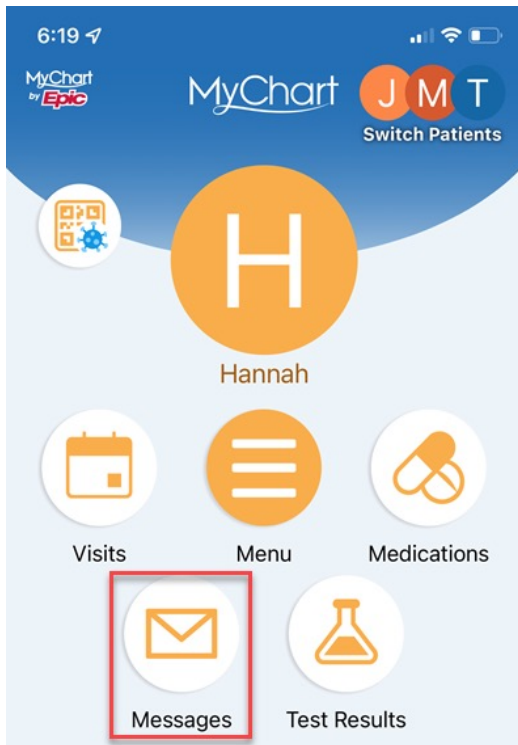 6:19
MyChart
by Epic
MyChart
J M T
Switch Patients
H
Hannah
Visits
Menu
Medications
Messages
Test Results